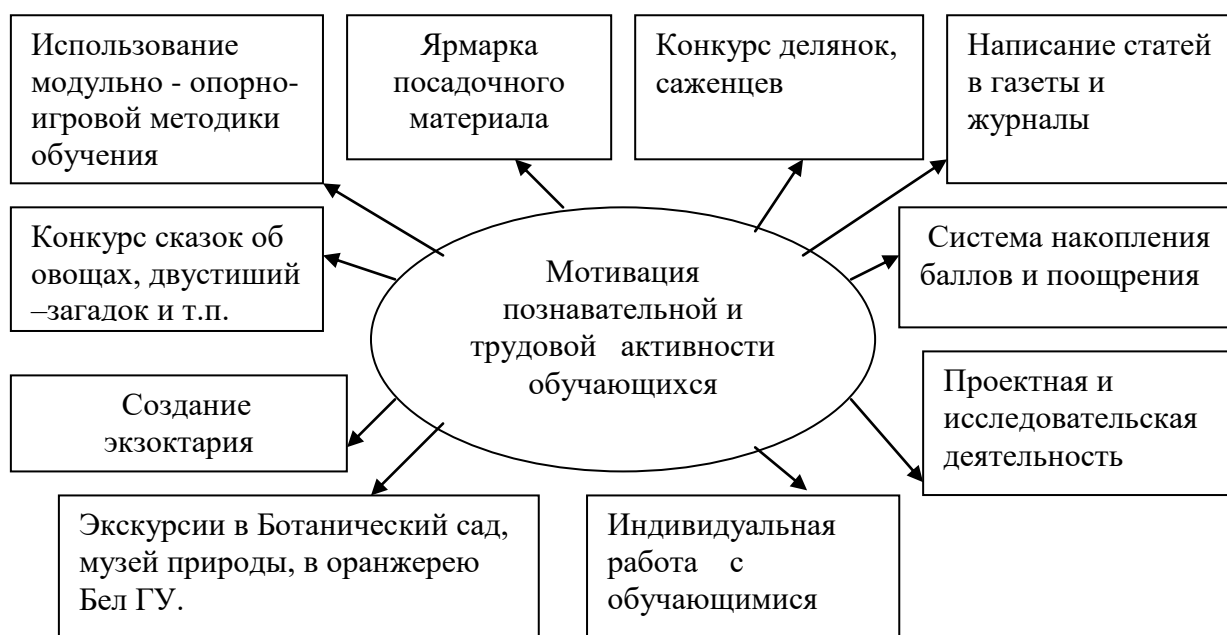 Использование
модульно - опорно-
игровой методики
обучения
Ярмарка
посадочного
материала
Конкурс делянок,
саженцев
Написание статей
в газеты и
журналы
Конкурс сказок об
овощах, двустиший
–загадок и т.п.
Мотивация
познавательной и
трудовой активности
обучающихся
Система накопления
баллов и поощрения
Создание
экзоктария
Проектная и
исследовательская
деятельность
Экскурсии в Ботанический сад,
музей природы, в оранжерею
Бел ГУ.
Индивидуальная
работа с
обучающимися